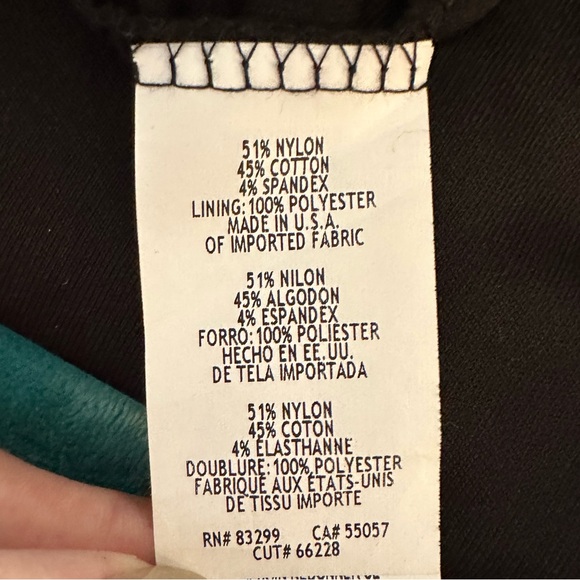 51% NYLON
45% COTTON
4% SPANDEX
LINING: 100% POLYESTER
MADE IN U.S.A.
OF IMPORTED FABRIC
51% NILON
45% ALGODON
4% ESPANDEX
FORRO: 100% POLIESTER
HECHO EN EE.UU.
DE TELA IMPORTADA
51% NYLON
45% COTON
4% ELASTHANNE
DOUBLURE: 100% POLYESTER
FABRIQUÉ AUX ÉTATS-UNIS
DE TISSU IMPORTE
RN# 83299 CA# 55057
CUT# 66228